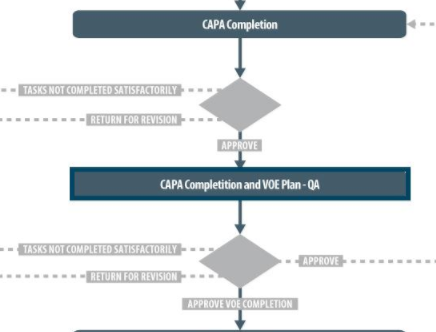 CAPA Completion
TASKS NOT COMPLETED SATISFACTORILY
RETURN FOR REVISION
APPROVE
CAPA Completition and VOE Plan - QA
TASKS NOT COMPLETED SATISFACTORILY
APPROVE
RETURN FOR REVISION
APPROVE VOE COMPLETION